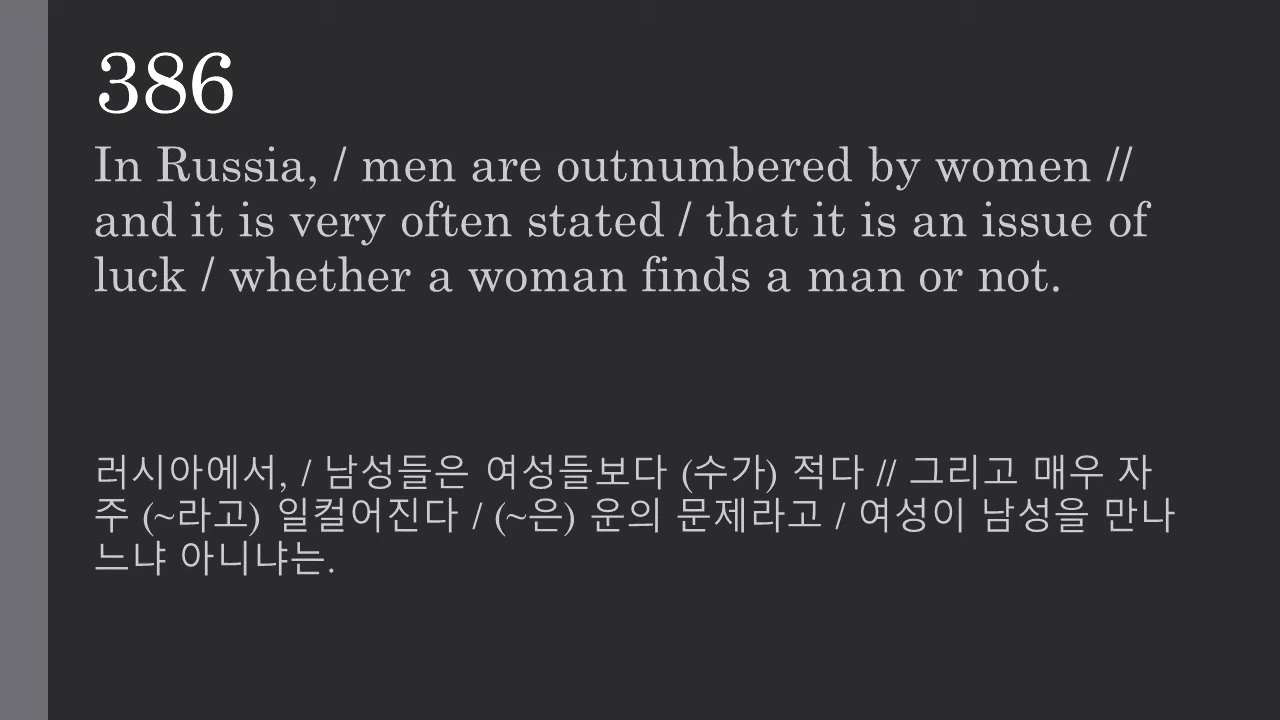 386
In Russia, / men are outnumbered by women //
and it is very often stated / that it is an issue of
luck / whether a woman finds a man or not.
러시아에서, / 남성들은 여성들보다 (수가) 적다 // 그리고 매우 자
주 (~라고) 일컬어진다 / (~은) 운의 문제라고 / 여성이 남성을 만나
느냐 아니냐는.